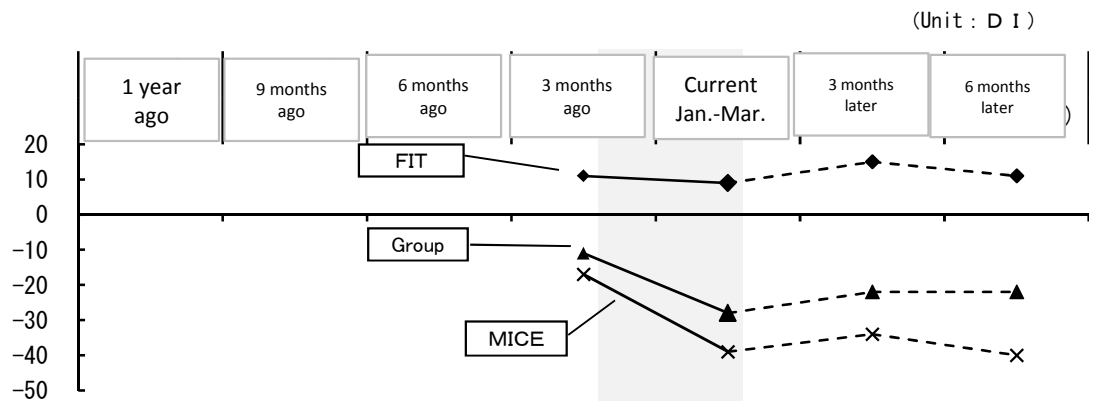 (Unit : Ｄ Ｉ)
1 year
ago
9 months
ago
6 months
ago
3 months
ago
Current
Jan.-Mar.
3 months
later
6 months
later
)
20
FIT
10
0
Group
-10
-20
-30
MICE
-40
-50